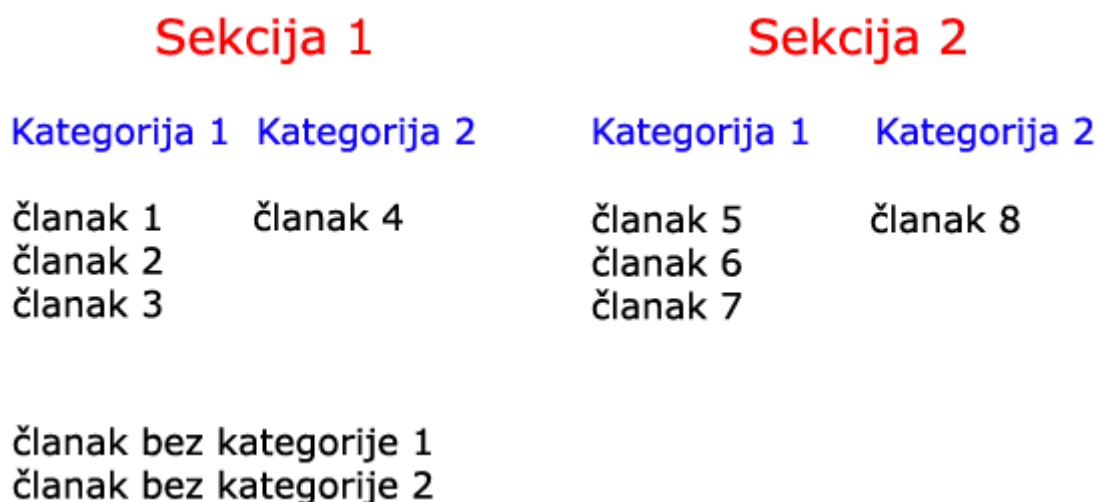 Sekcija 1 Sekcija 2
Kategorija 1 Kategorija 2 Kategorija 1 Kategorija 2
članak 1 članak 4 članak 5 članak 8
članak 2 članak 6
članak 3 članak 7
članak bez kategorije 1
članak bez kategorije 2